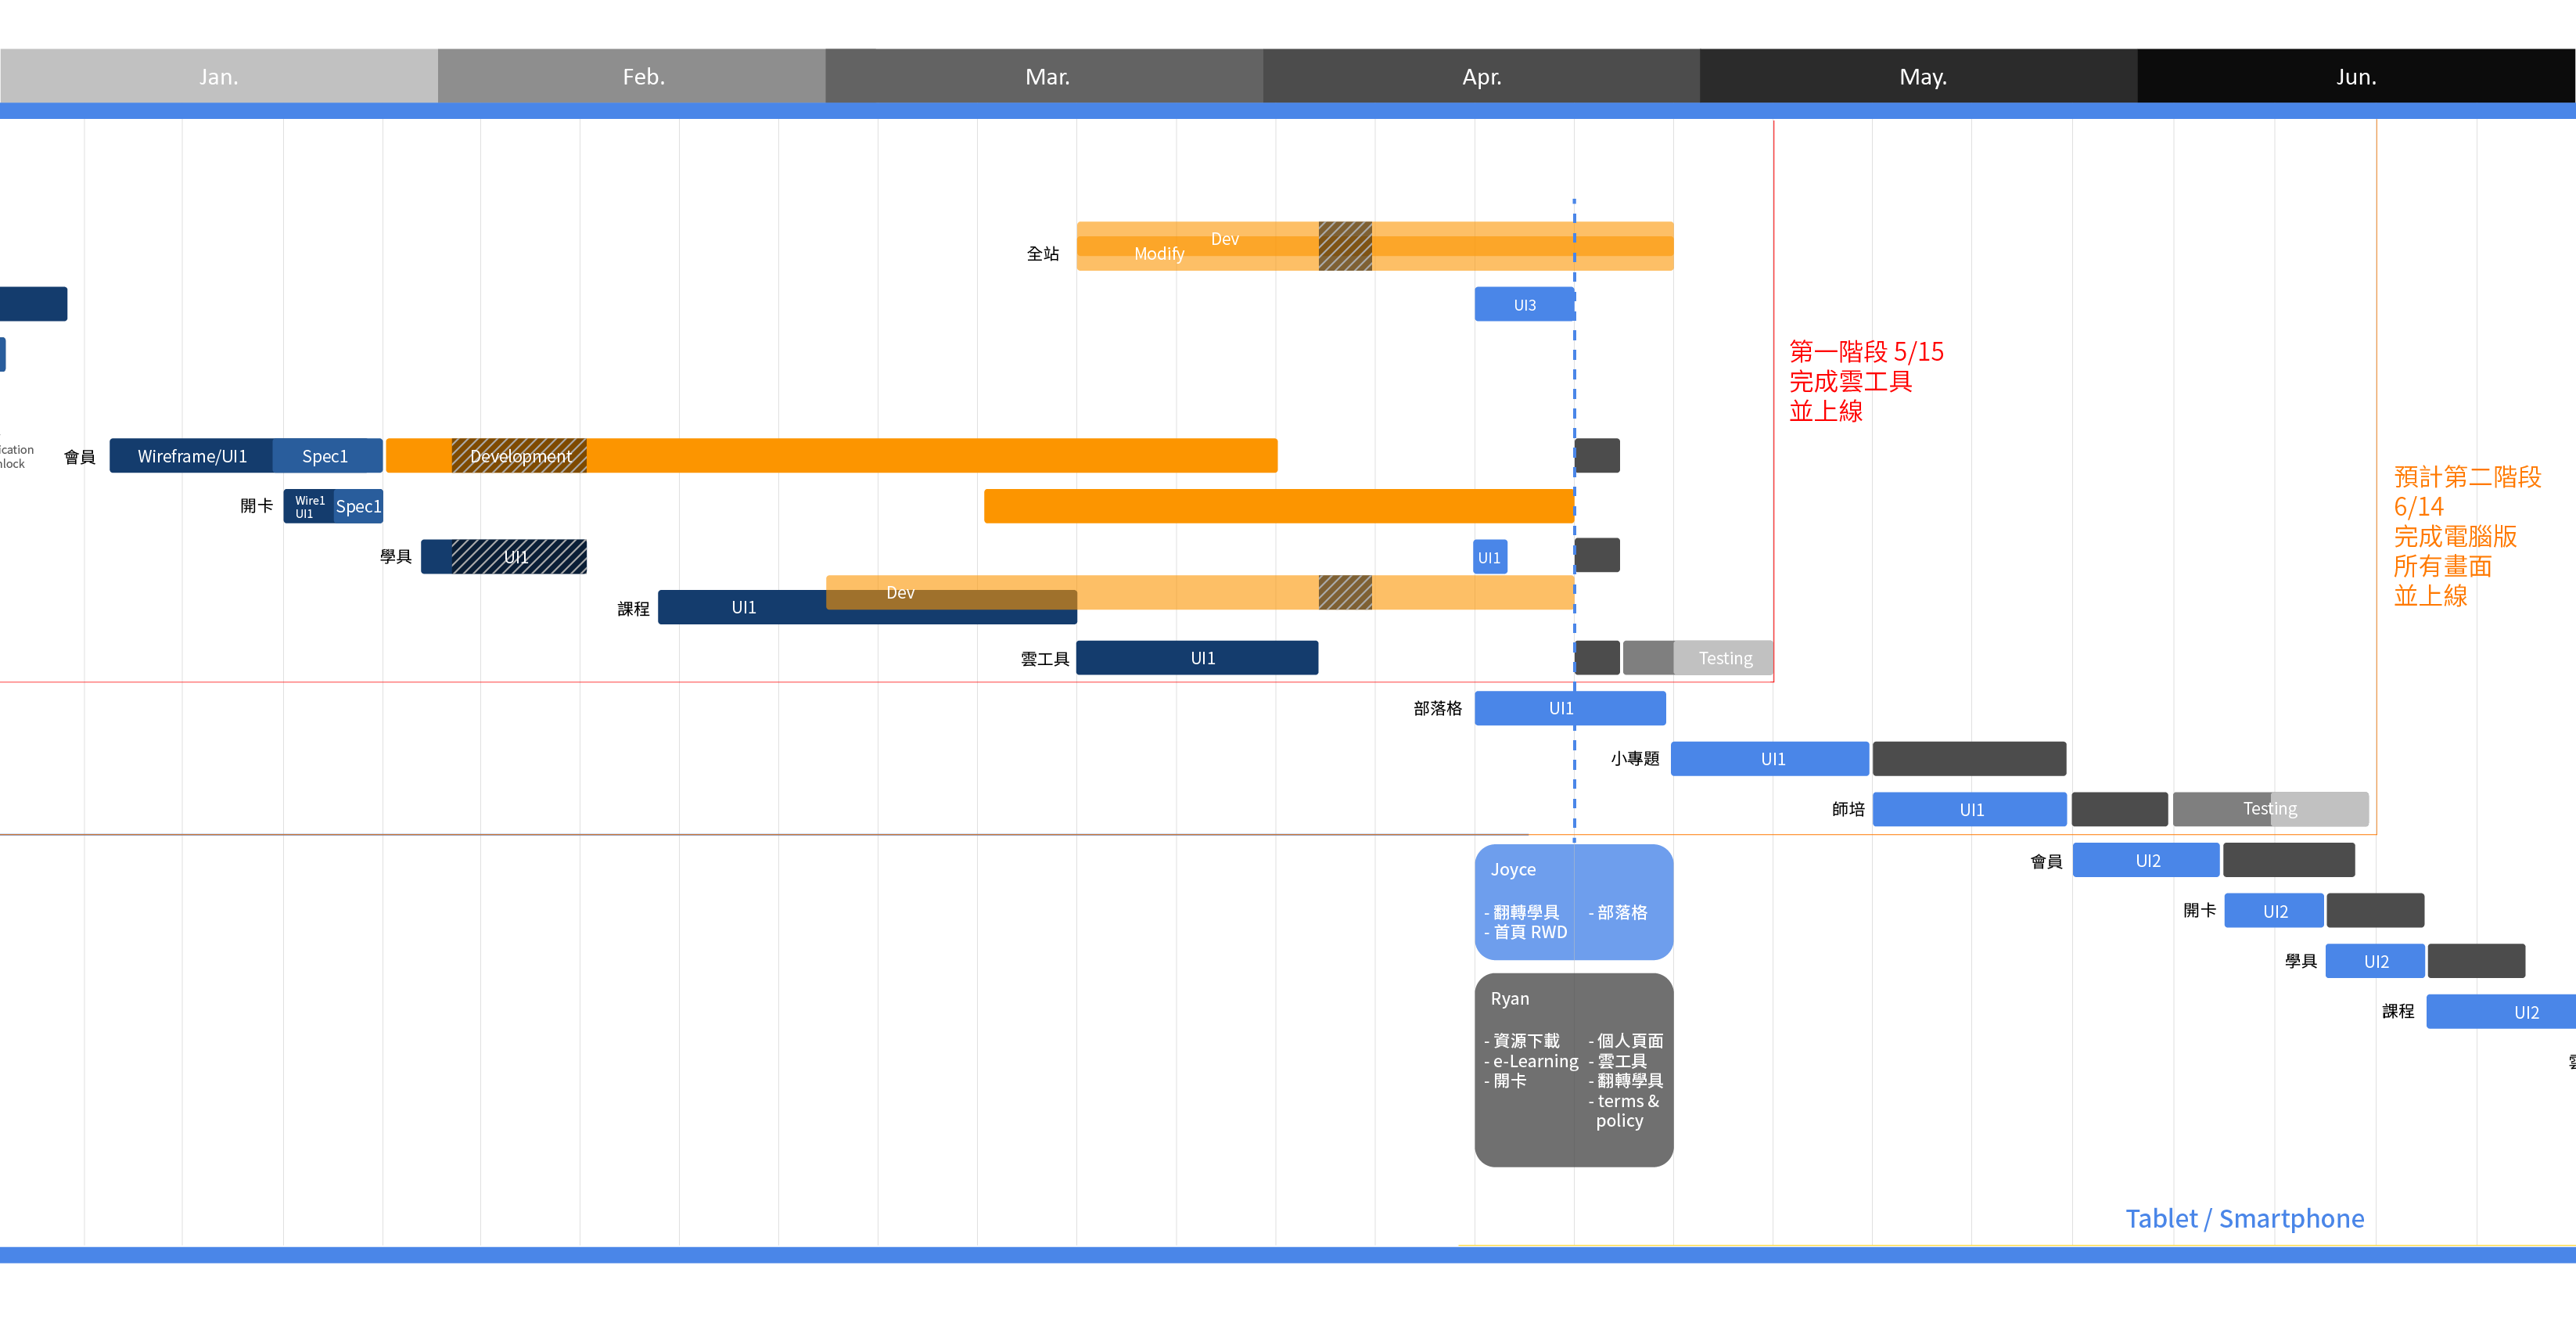 Jan.
Feb.
Mar.
Apr.
May.
Jun.
全站
Dev
Modify
UI3
第一階段 5/15
完成雲工具
並上線
ication
lock
會員
Wireframe/UI1
Spec1
Development
開卡
Wire1
UI1
Spec1
學具
UI1
UI1
課程
UI1
Dev
雲工具
UI1
Testing
預計第二階段
6/14
完成電腦版
所有畫面
並上線
部落格
UI1
小專題
UI1
師培
UI1
Testing
會員
UI2
開卡
UI2
學具
UI2
課程
UI2
Joyce
- 翻轉學具
- 首頁 RWD
- 部落格
Ryan
- 資源下載
- e-Learning
- 開卡
- 個人頁面
- 雲工具
- 翻轉學具
- terms &
policy
Tablet / Smartphone